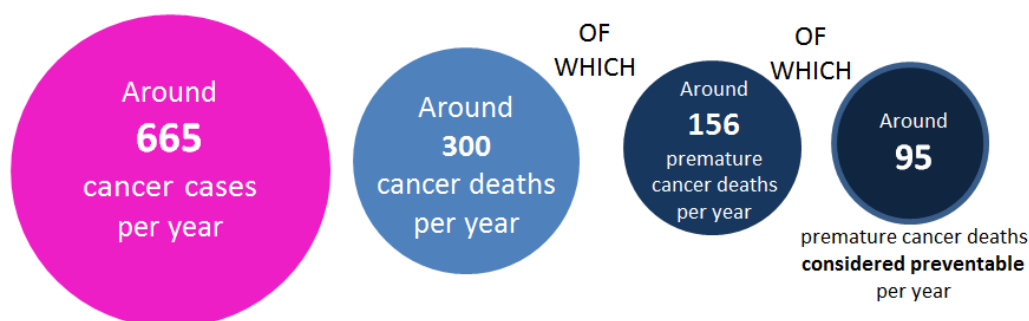 Around
665
cancer cases
per year
Around
300
cancer deaths
per year
OF
WHICH
Around
156
premature
cancer deaths
per year
OF
WHICH
Around
95
premature cancer deaths
considered preventable
per year